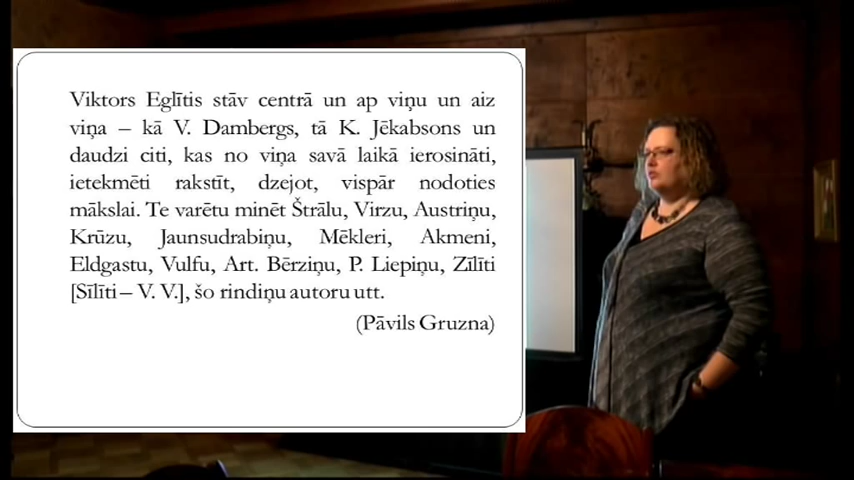 Viktors Eglītis stāv centrā un ap viņu un aiz
viņa – kā V. Dambergs, tā K. Jēkabsons un
daudzi citi, kas no viņa savā laikā ierosināti,
ietekmēti rakstīt, dzejot, vispār nodoties
mākslai. Te varētu minēt Štrālu, Virzu, Austriņu,
Krūzu, Jaunsudrabiņu, Mēkleri, Akmeni,
Eldgastu, Vulfu, Art. Bērziņu, P. Liepiņu, Zīlīti
[Sīlīti – V. V.], šo rindiņu autoru utt.
(Pāvils Gruzna)